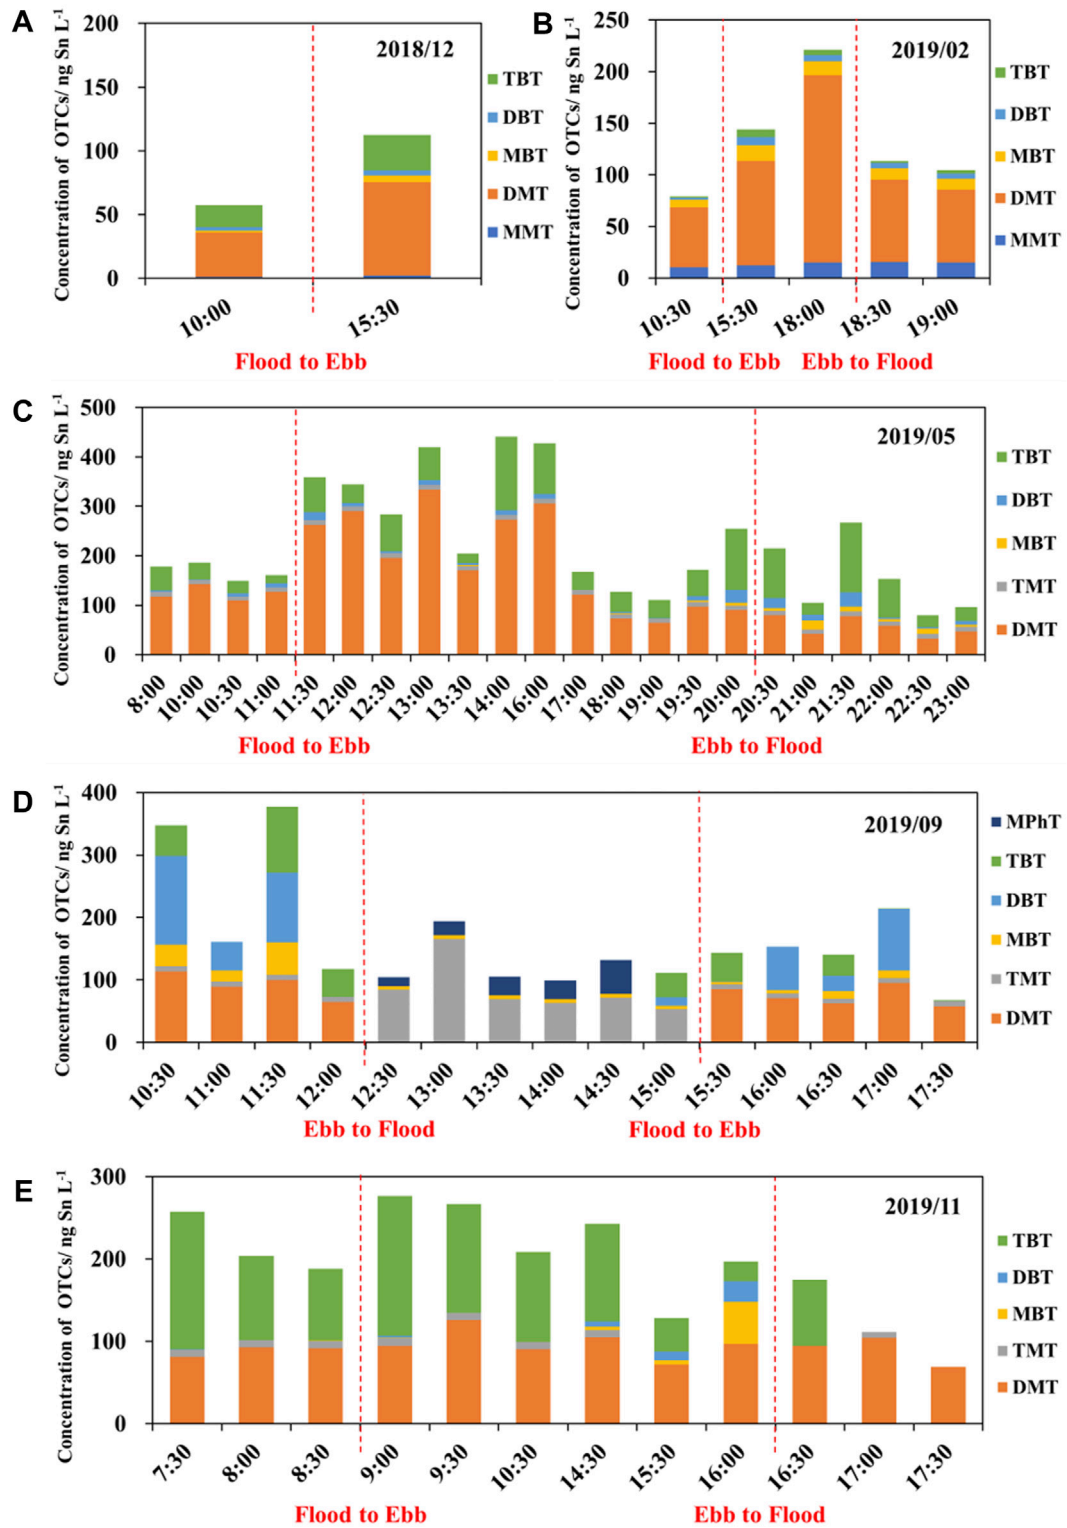 A
Concentration of OTCs/ ng Sn L-1
200
150
100
50
0
2018/12
TBT
DBT
MBT
DMT
MMT
10:00
15:30
Flood to Ebb
B
Concentration of OTCs/ ng Sn L-1
250
200
150
100
50
0
2019/02
TBT
DBT
MBT
DMT
MMT
10:30
15:30
18:00
18:30
19:00
Flood to Ebb
Ebb to Flood
C
Concentration of OTCs/ ng Sn L-1
500
400
300
200
100
0
2019/05
TBT
DBT
MBT
TMT
DMT
8:00
10:00
10:30
11:00
11:30
12:00
12:30
13:00
13:30
14:00
16:00
17:00
18:00
19:00
19:30
20:00
20:30
21:00
21:30
22:00
22:30
23:00
Flood to Ebb
Ebb to Flood
D
Concentration of OTCs/ ng Sn L-1
400
300
200
100
0
2019/09
MPhT
TBT
DBT
MBT
TMT
DMT
10:30
11:00
11:30
12:00
12:30
13:00
13:30
14:00
14:30
15:00
15:30
16:00
16:30
17:00
17:30
Ebb to Flood
Flood to Ebb
E
Concentration of OTCs/ ng Sn L-1
300
200
100
0
2019/11
TBT
DBT
MBT
TMT
DMT
7:30
8:00
8:30
9:00
9:30
10:30
14:30
15:30
16:00
16:30
17:00
17:30
Flood to Ebb
Ebb to Flood